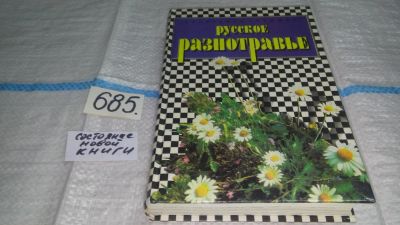 русское
разнотравье
685.
состояние
новой
книги